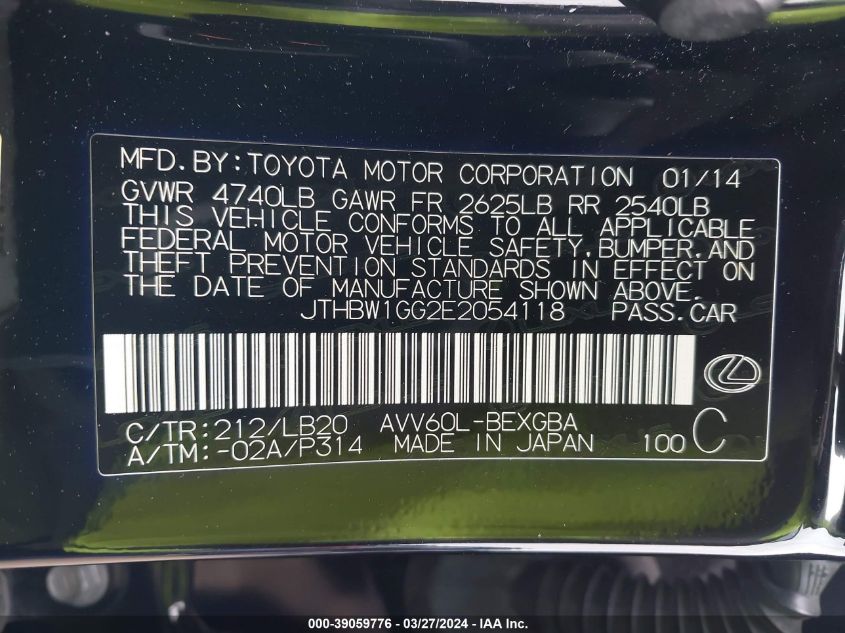 MFD.BY:TOYOTA MOTOR CORPORATION 01/14
GVWR 4740LB GAWR FR 2625LB RR 2540LB
THIS VEHICLE CONFORMS TO ALL APPLICABLE
FEDERAL MOTOR VEHICLE SAFETY,BUMPER,AND
THEFT PREVENTION STANDARDS IN EFFECT ON
THE DATE OF MANUFACTURE SHOWN ABOVE.
JTHBW1GG2E2054118 PASS.CAR
C/TR:212/LB20 AVV60L-BEXGBA
A/TM:-02A/P314 MADE IN JAPAN 100 C
000-39059776 - 03/27/2024 - IAA Inc.